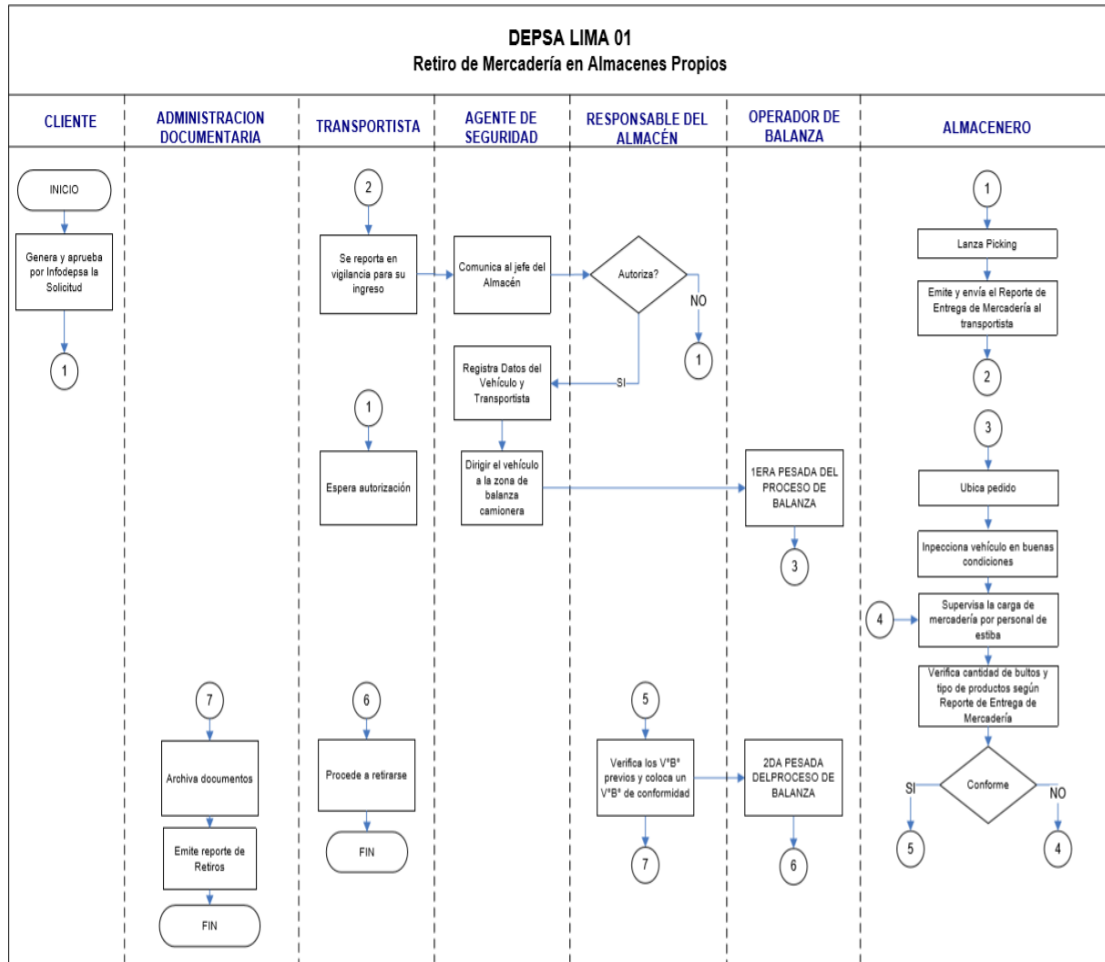 DEPSA LIMA 01
Retiro de Mercadería en Almacenes Propios
CLIENTE
ADMINISTRACION
DOCUMENTARIA
TRANSPORTISTA
AGENTE DE
SEGURIDAD
RESPONSABLE DEL
ALMACÉN
OPERADOR DE
BALANZA
ALMACENERO
INICIO
Genera y aprueba
por Infodepsa la
Solicitud
1
2
Se reporta en
vigilancia para su
ingreso
Comunica al jefe del
Almacén
Autoriza?
NO
1
SI
Registra Datos del
Vehículo y
Transportista
1
Espera autorización
Dirigir el vehículo
a la zona de
balanza
camionera
1ERA PESADA DEL
PROCESO DE
BALANZA
3
1
Lanza Picking
Emite y envía el Reporte de
Entrega de Mercadería al
transportista
2
3
Ubica pedido
Inpecciona vehículo en buenas
condiciones
4
Supervisa la carga de
mercadería por personal de
estiba
Verifica cantidad de bultos y
tipo de productos según
Reporte de Entrega de
Mercadería
Conforme
SI
NO
5
4
7
Archiva documentos
Emite reporte de
Retiros
FIN
6
Procede a retirarse
FIN
5
Verifica los V°B°
previos y coloca un
V°B° de conformidad
7
2DA PESADA
DELPROCESO DE
BALANZA
6